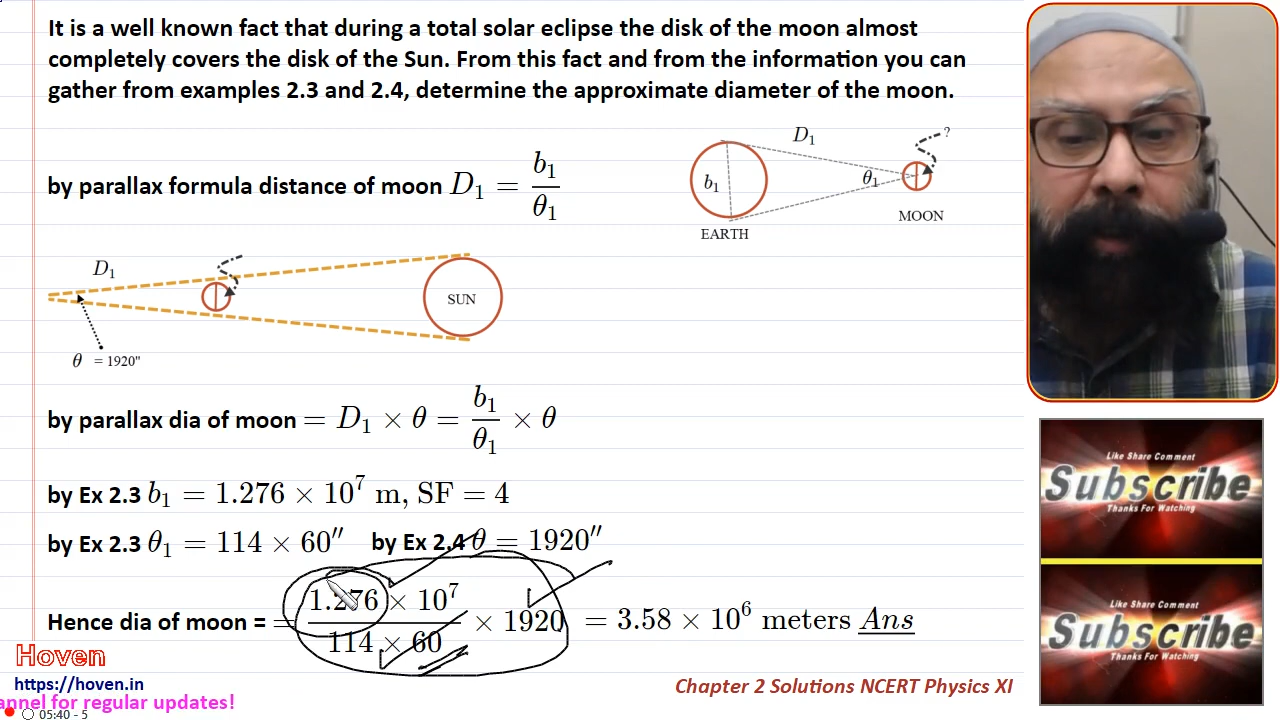 It is a well known fact that during a total solar eclipse the disk of the moon almost
completely covers the disk of the Sun. From this fact and from the information you can
gather from examples 2.3 and 2.4, determine the approximate diameter of the moon.
by parallax formula distance of moon D₁ = b₁/θ₁
D₁
?
b₁
θ₁
MOON
EARTH
D₁
SUN
θ = 1920"
by parallax dia of moon = D₁ × θ = b₁/θ₁ × θ
by Ex 2.3 b₁ = 1.276 × 10⁷ m, SF = 4
by Ex 2.3 θ₁ = 114 × 60″ by Ex 2.4 θ = 1920″
Hence dia of moon = = (1.276 × 10⁷)/(114 × 60) × 1920 = 3.58 × 10⁶ meters Ans
Hoven
https://hoven.in
annel for regular updates!
05:40 - 5
Chapter 2 Solutions NCERT Physics XI
Like Share Comment
Subscribe
Thanks For Watching
Like Share Comment
Subscribe
Thanks For Watching